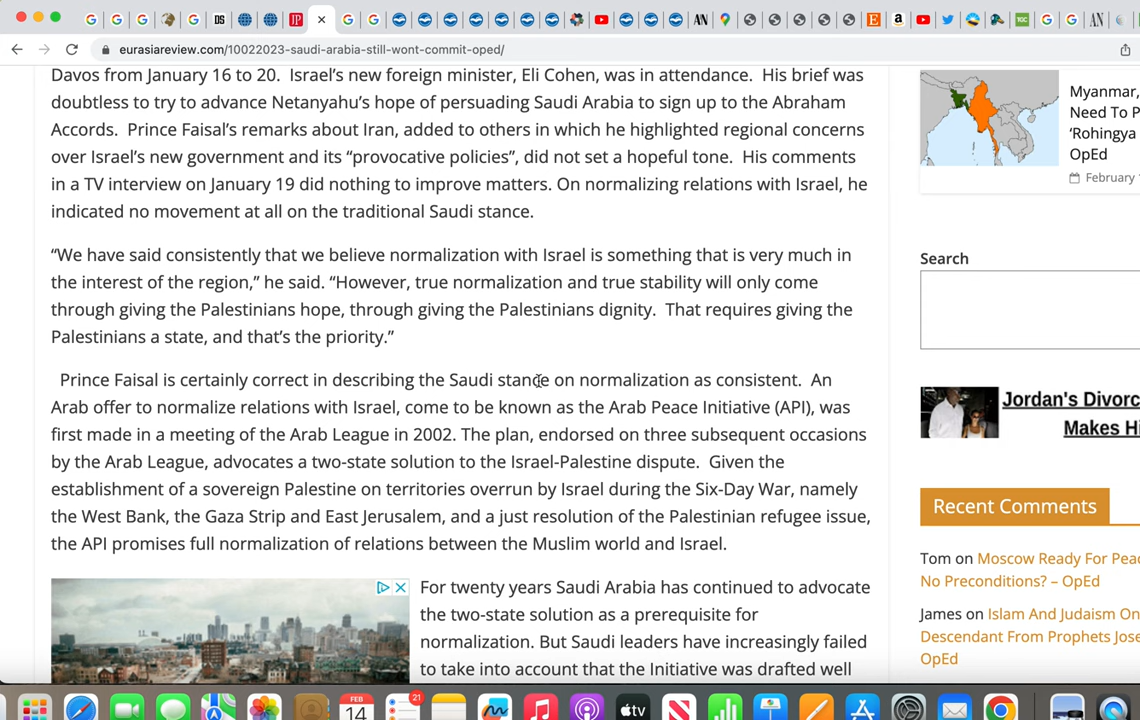 eurasiareview.com/10022023-saudi-arabia-still-wont-commit-oped/
Davos from January 16 to 20.  Israel’s new foreign minister, Eli Cohen, was in attendance.  His brief was
doubtless to try to advance Netanyahu’s hope of persuading Saudi Arabia to sign up to the Abraham
Accords.  Prince Faisal’s remarks about Iran, added to others in which he highlighted regional concerns
over Israel’s new government and its “provocative policies”, did not set a hopeful tone.  His comments
in a TV interview on January 19 did nothing to improve matters. On normalizing relations with Israel, he
indicated no movement at all on the traditional Saudi stance.
“We have said consistently that we believe normalization with Israel is something that is very much in
the interest of the region,” he said. “However, true normalization and true stability will only come
through giving the Palestinians hope, through giving the Palestinians dignity.  That requires giving the
Palestinians a state, and that’s the priority.”
Prince Faisal is certainly correct in describing the Saudi stance on normalization as consistent.  An
Arab offer to normalize relations with Israel, come to be known as the Arab Peace Initiative (API), was
first made in a meeting of the Arab League in 2002. The plan, endorsed on three subsequent occasions
by the Arab League, advocates a two-state solution to the Israel-Palestine dispute.  Given the
establishment of a sovereign Palestine on territories overrun by Israel during the Six-Day War, namely
the West Bank, the Gaza Strip and East Jerusalem, and a just resolution of the Palestinian refugee issue,
the API promises full normalization of relations between the Muslim world and Israel.
For twenty years Saudi Arabia has continued to advocate
the two-state solution as a prerequisite for
normalization. But Saudi leaders have increasingly failed
to take into account that the Initiative was drafted well
Myanmar,
Need To P
‘Rohingya
OpEd
February
Search
Jordan's Divorc
Makes Hi
Recent Comments
Tom on Moscow Ready For Peac
No Preconditions? – OpEd
James on Islam And Judaism On
Descendant From Prophets Jose
OpEd
FEB
14
21
tv